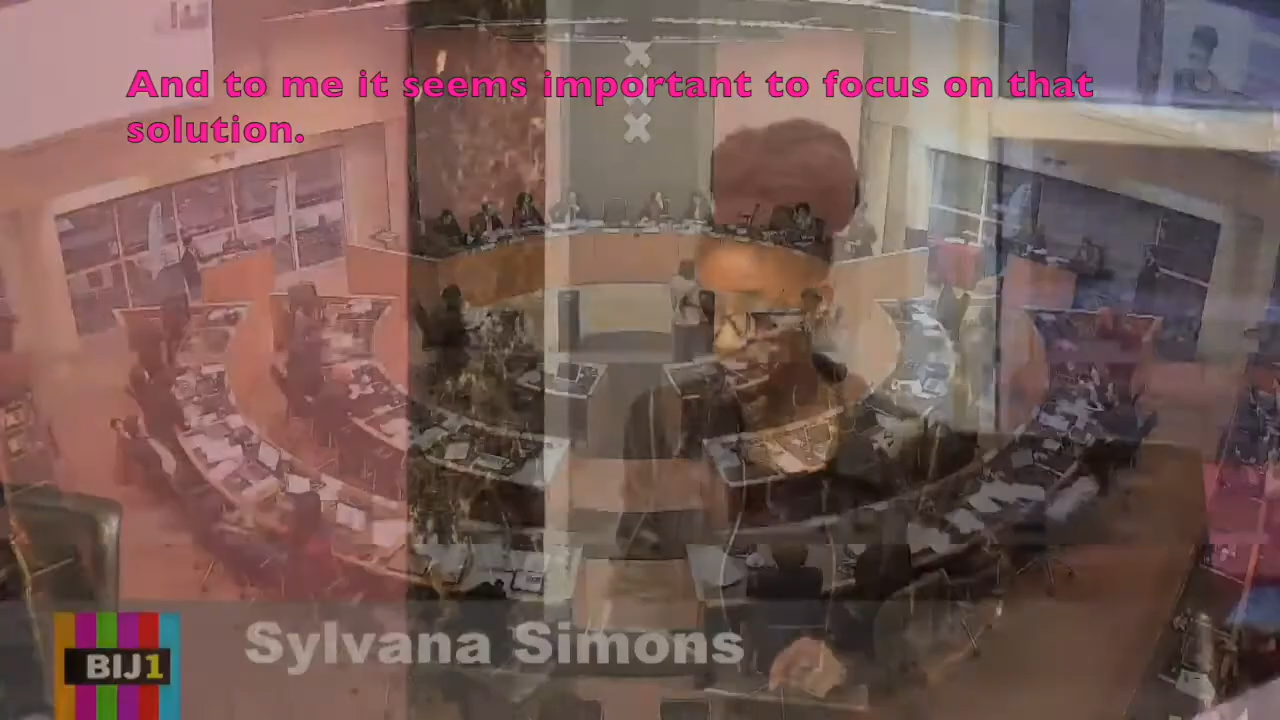 And to me it seems important to focus on that
solution.
Sylvana Simons
BIJ1